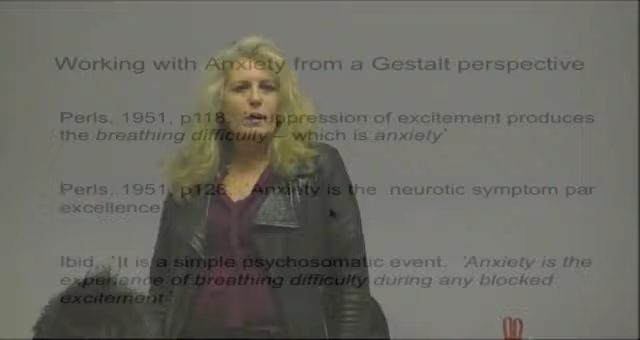 Working with Anxiety from a Gestalt perspective
Perls, 1951, p118. uppression of excitement produces
the breathing difficulty – which is anxiety'
Perls, 1951, p128. Anxiety is the neurotic symptom par
excellence
Ibid, 'It is a simple psychosomatic event. 'Anxiety is the
experience of breathing difficulty during any blocked
excitement'